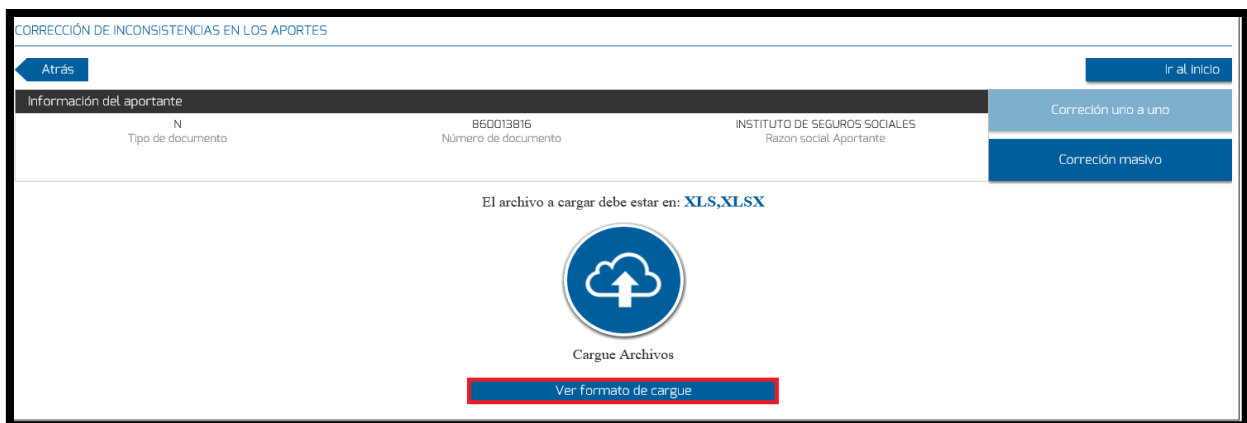 CORRECCIÓN DE INCONSISTENCIAS EN LOS APORTES
Atrás
Ir al inicio
Información del aportante
Correción uno a uno
N
860013816
INSTITUTO DE SEGUROS SOCIALES
Tipo de documento
Número de documento
Razon social Aportante
Correción masivo
El archivo a cargar debe estar en: XLS,XLSX
Cargue Archivos
Ver formato de cargue